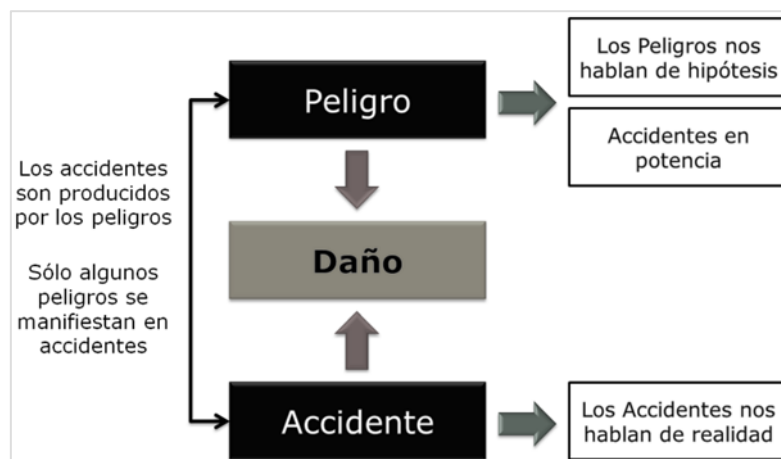 Peligro
Los Peligros nos
hablan de hipótesis
Accidentes en
potencia
Los accidentes
son producidos
por los peligros
Sólo algunos
peligros se
manifiestan en
accidentes
Daño
Accidente
Los Accidentes nos
hablan de realidad